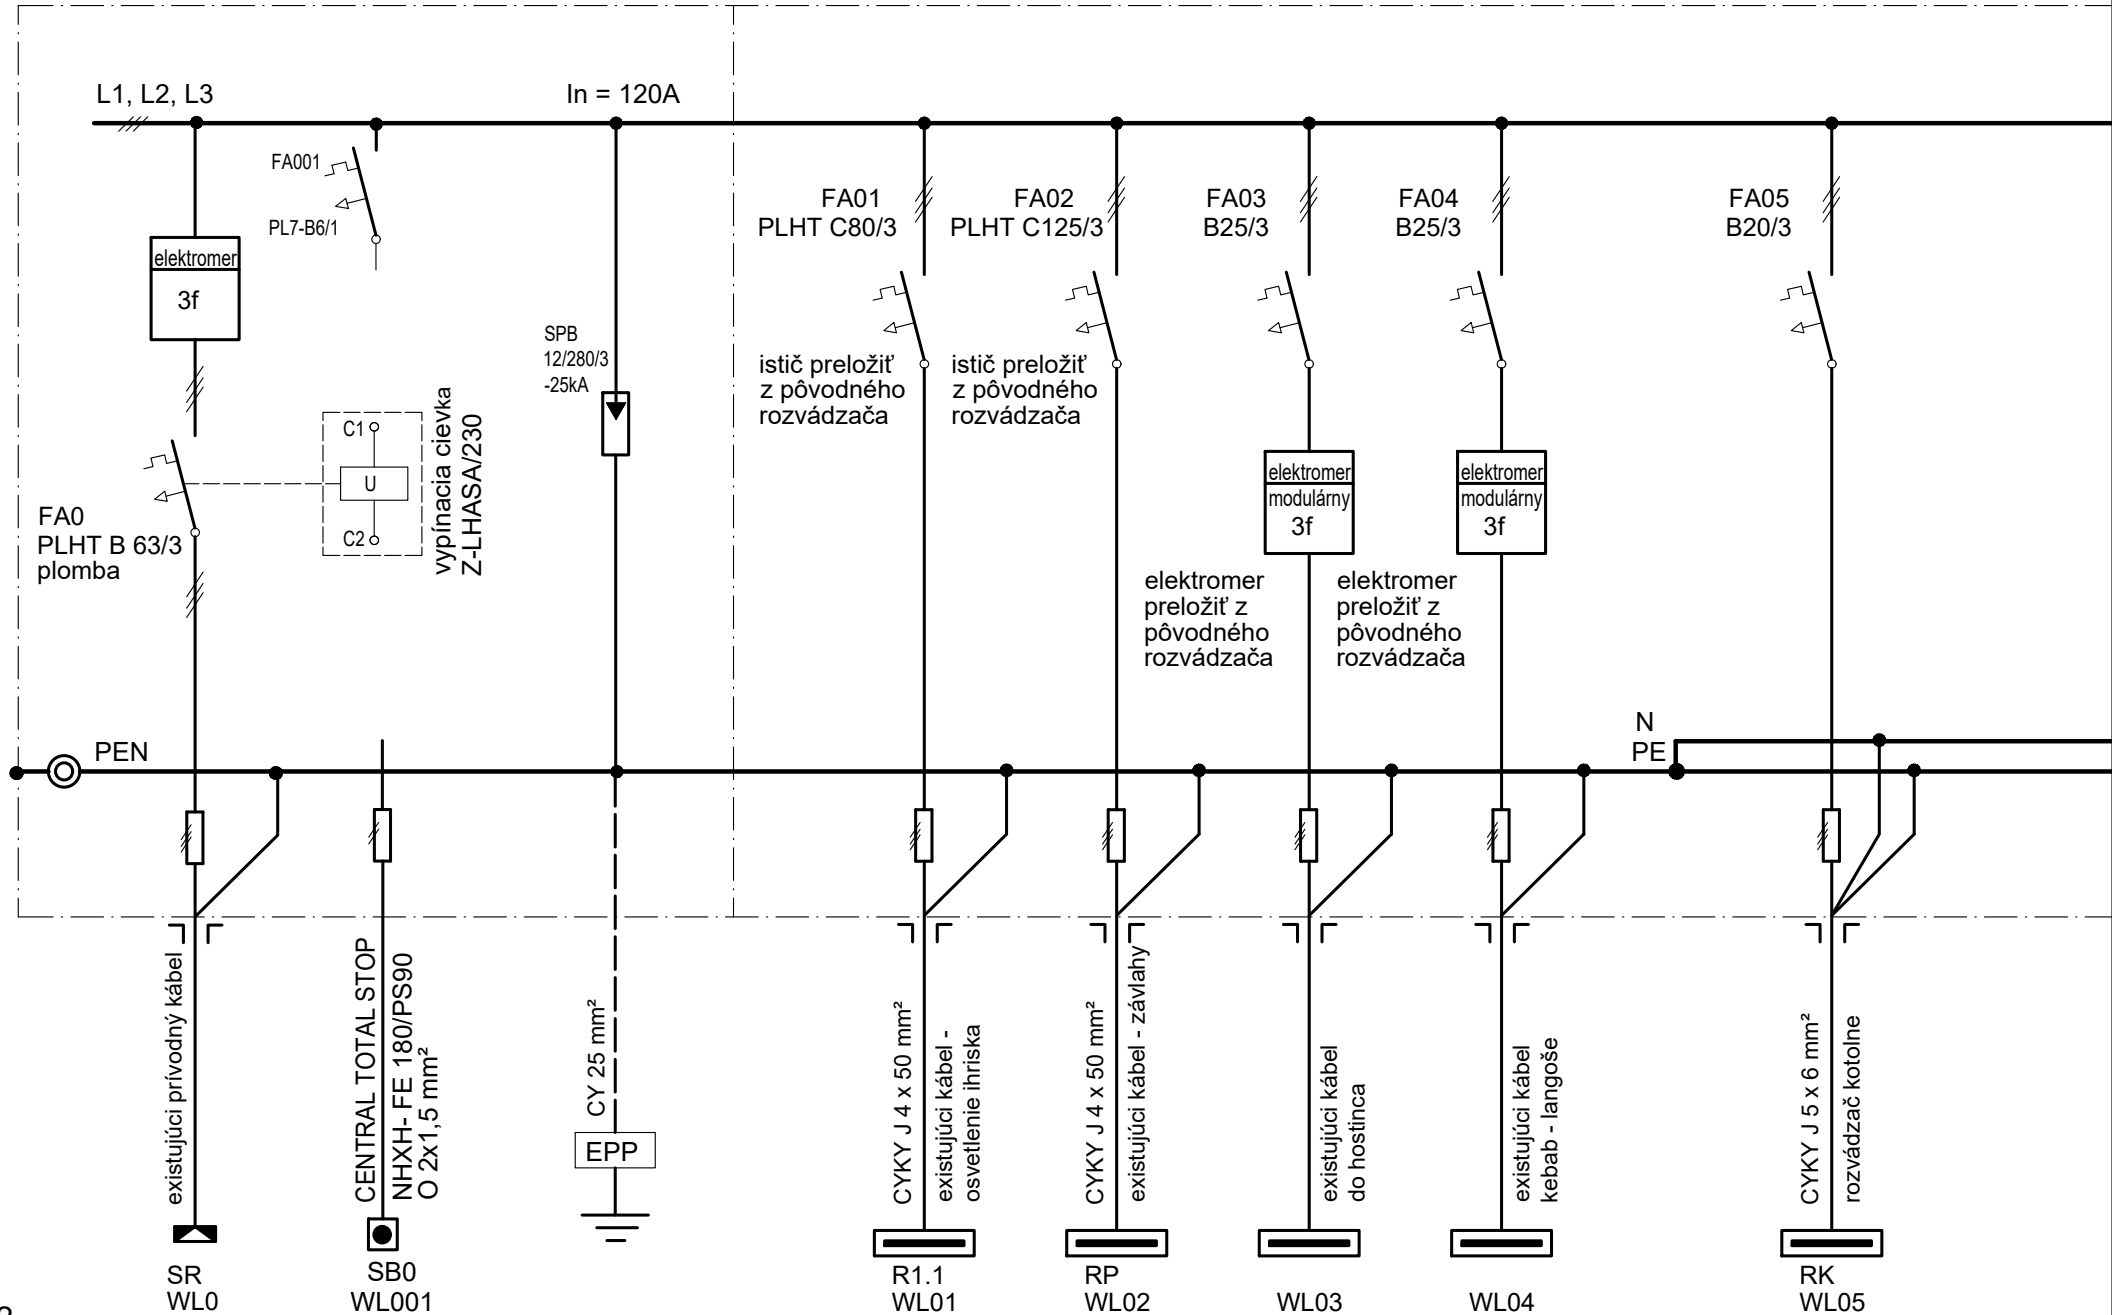 L1, L2, L3
In = 120A
FA001
PL7-B6/1
elektromer
3f
FA0
PLHT B 63/3
plomba
C1
U
C2
vypínacia cievka
Z-LHASA/230
SPB
12/280/3
-25kA
FA01
PLHT C80/3
istič preložiť
z pôvodného
rozvádzača
FA02
PLHT C125/3
istič preložiť
z pôvodného
rozvádzača
FA03
B25/3
elektromer
modulárny
3f
elektromer
preložiť z
pôvodného
rozvádzača
FA04
B25/3
elektromer
modulárny
3f
elektromer
preložiť z
pôvodného
rozvádzača
FA05
B20/3
PEN
N
PE
existujúci prívodný kábel
CENTRAL TOTAL STOP
NHXH- FE 180/PS90
O 2x1,5 mm²
CY 25 mm²
EPP
CYKY J 4 x 50 mm²
existujúci kábel -
osvetlenie ihriska
CYKY J 4 x 50 mm²
existujúci kábel - závlahy
existujúci kábel
do hostinca
existujúci kábel
kebab - langoše
CYKY J 5 x 6 mm²
rozvádzač kotolne
SR
WL0
SB0
WL001
R1.1
WL01
RP
WL02
WL03
WL04
RK
WL05